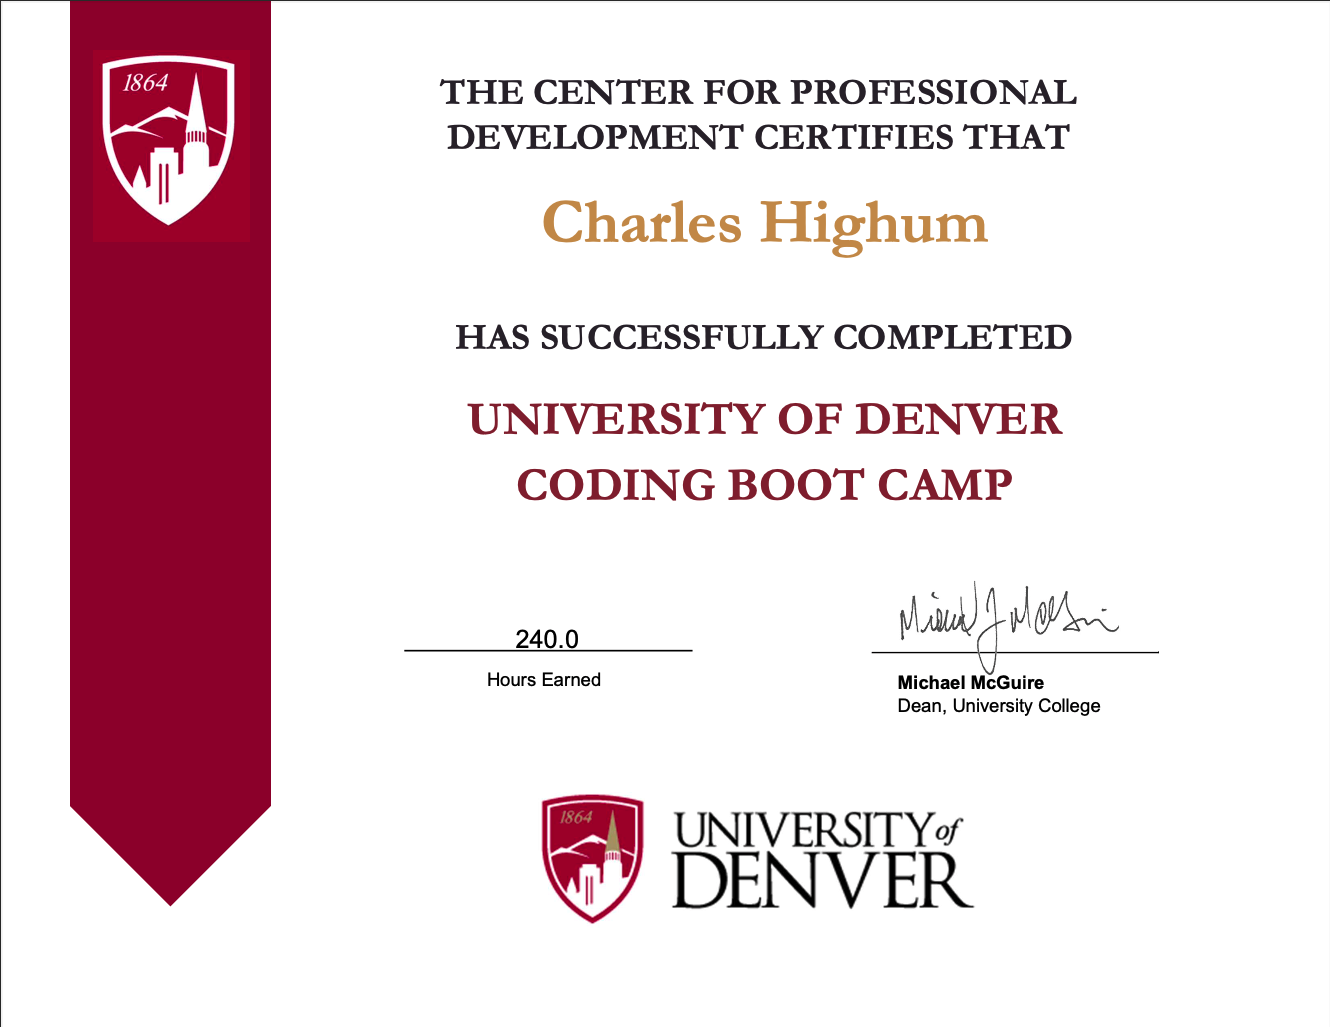 1864
THE CENTER FOR PROFESSIONAL
DEVELOPMENT CERTIFIES THAT
Charles Highum
HAS SUCCESSFULLY COMPLETED
UNIVERSITY OF DENVER
CODING BOOT CAMP
240.0
Hours Earned
Michael J McGuire
Michael McGuire
Dean, University College
1864
UNIVERSITY of
DENVER